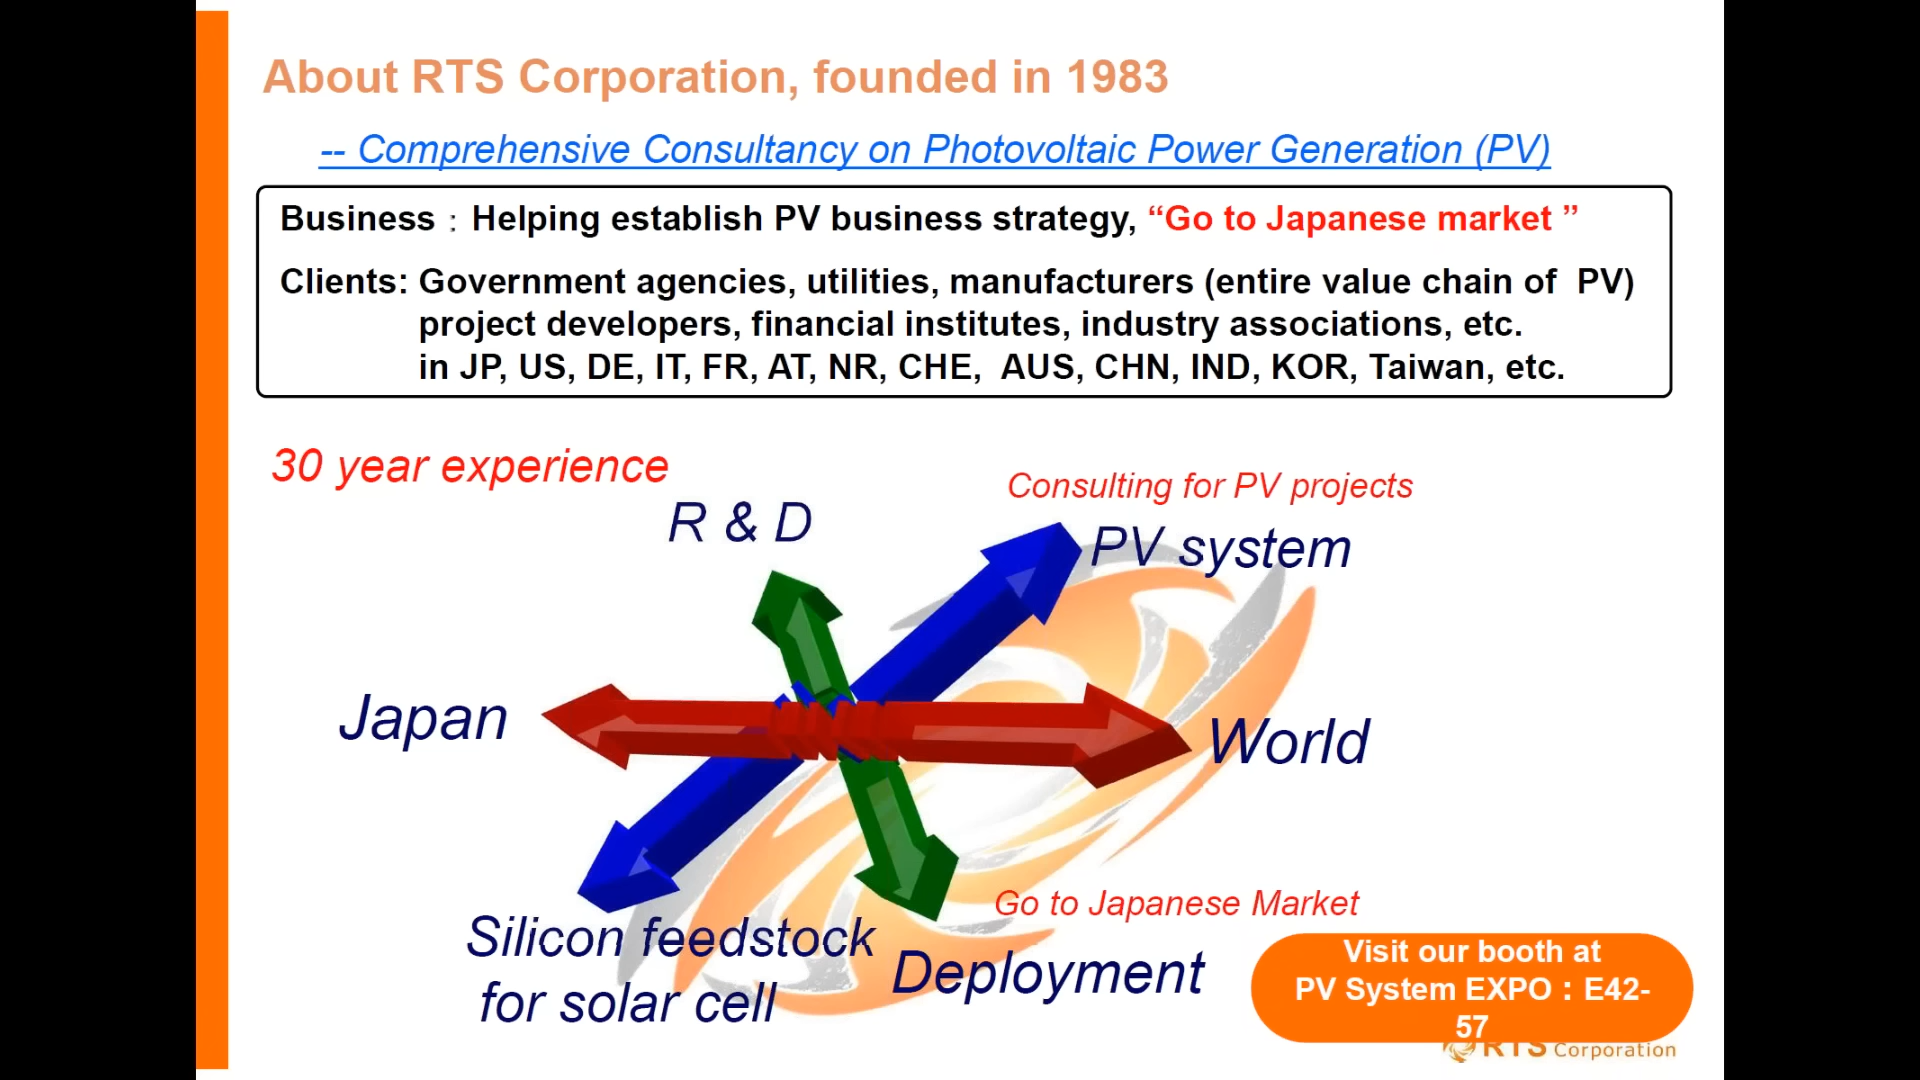 About RTS Corporation, founded in 1983
-- Comprehensive Consultancy on Photovoltaic Power Generation (PV)
Business : Helping establish PV business strategy, “Go to Japanese market ”
Clients: Government agencies, utilities, manufacturers (entire value chain of PV)
project developers, financial institutes, industry associations, etc.
in JP, US, DE, IT, FR, AT, NR, CHE, AUS, CHN, IND, KOR, Taiwan, etc.
30 year experience
Consulting for PV projects
R & D
PV system
Japan
World
Go to Japanese Market
Silicon feedstock
for solar cell
Deployment
Visit our booth at
PV System EXPO : E42-
57
RTS Corporation